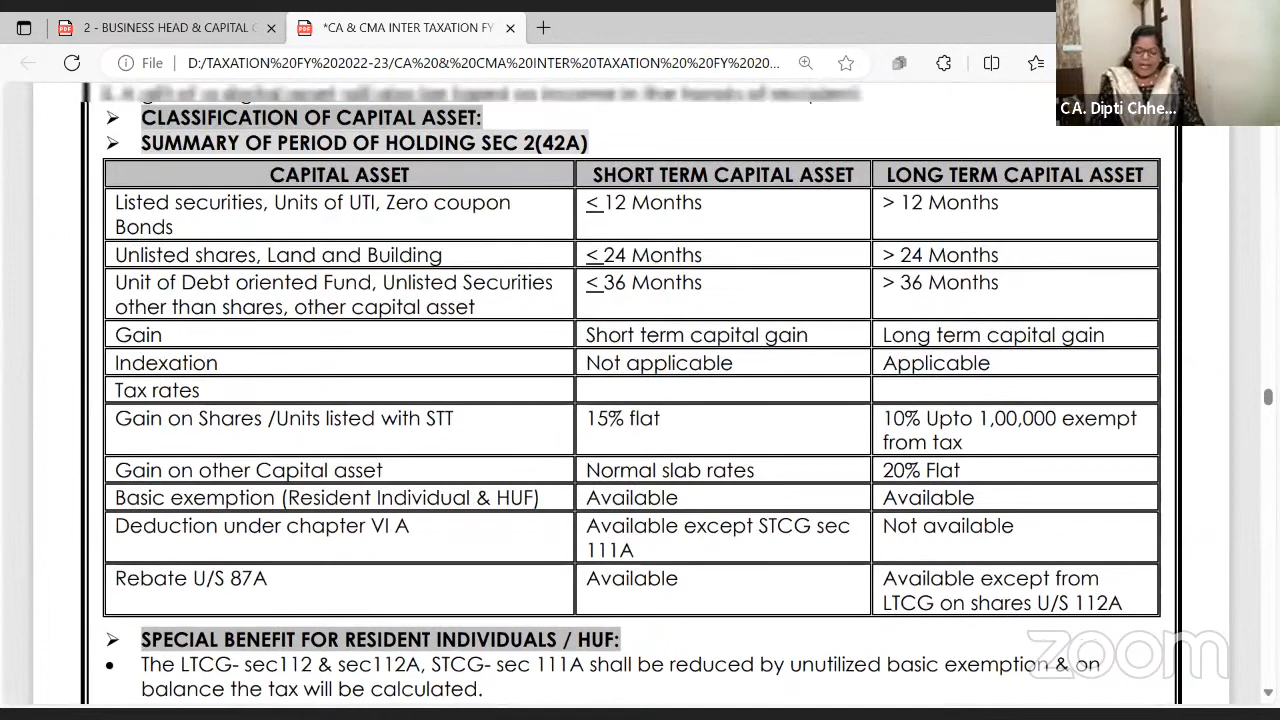 2 - BUSINESS HEAD & CAPITAL
*CA & CMA INTER TAXATION FY
File
D:/TAXATION%20FY%202022-23/CA%20%20CMA%20INTER%20TAXATION%20%20FY%2020...
CA. Dipti Chhe...
CLASSIFICATION OF CAPITAL ASSET:
SUMMARY OF PERIOD OF HOLDING SEC 2(42A)
CAPITAL ASSET SHORT TERM CAPITAL ASSET LONG TERM CAPITAL ASSET
Listed securities, Units of UTI, Zero coupon < 12 Months > 12 Months
Bonds
Unlisted shares, Land and Building < 24 Months > 24 Months
Unit of Debt oriented Fund, Unlisted Securities < 36 Months > 36 Months
other than shares, other capital asset
Gain Short term capital gain Long term capital gain
Indexation Not applicable Applicable
Tax rates
Gain on Shares /Units listed with STT 15% flat 10% Upto 1,00,000 exempt
from tax
Gain on other Capital asset Normal slab rates 20% Flat
Basic exemption (Resident Individual & HUF) Available Available
Deduction under chapter VI A Available except STCG sec Not available
111A
Rebate U/S 87A Available Available except from
LTCG on shares U/S 112A
SPECIAL BENEFIT FOR RESIDENT INDIVIDUALS / HUF:
• The LTCG- sec112 & sec112A, STCG- sec 111A shall be reduced by unutilized basic exemption & on
balance the tax will be calculated.
zoom